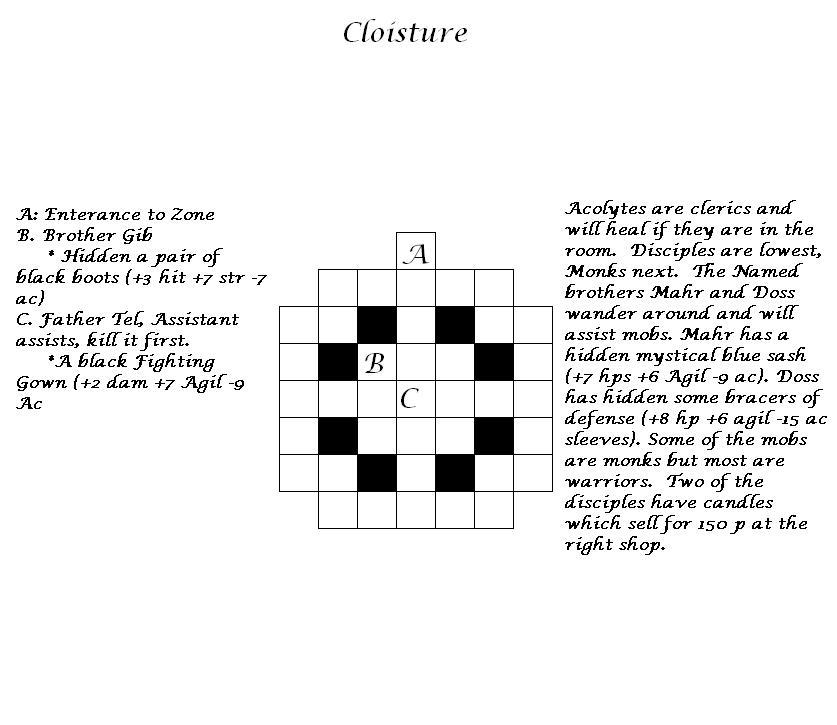 Cloisture
A: Enterance to Zone
B. Brother Gib
* Hidden a pair of
black boots (+3 hit +7 str -7
ac)
C. Father Tel, Assistant
assists, kill it first.
*A black Fighting
Gown (+2 dam +7 Agil -9
Ac
A
B
C
Acolytes are clerics and
will heal if they are in the
room. Disciples are lowest,
Monks next. The Named
brothers Mahr and Doss
wander around and will
assist mobs. Mahr has a
hidden mystical blue sash
(+7 hps +6 Agil -9 ac). Doss
has hidden some bracers of
defense (+8 hp +6 agil -15 ac
sleeves). Some of the mobs
are monks but most are
warriors. Two of the
disciples have candles
which sell for 150 p at the
right shop.